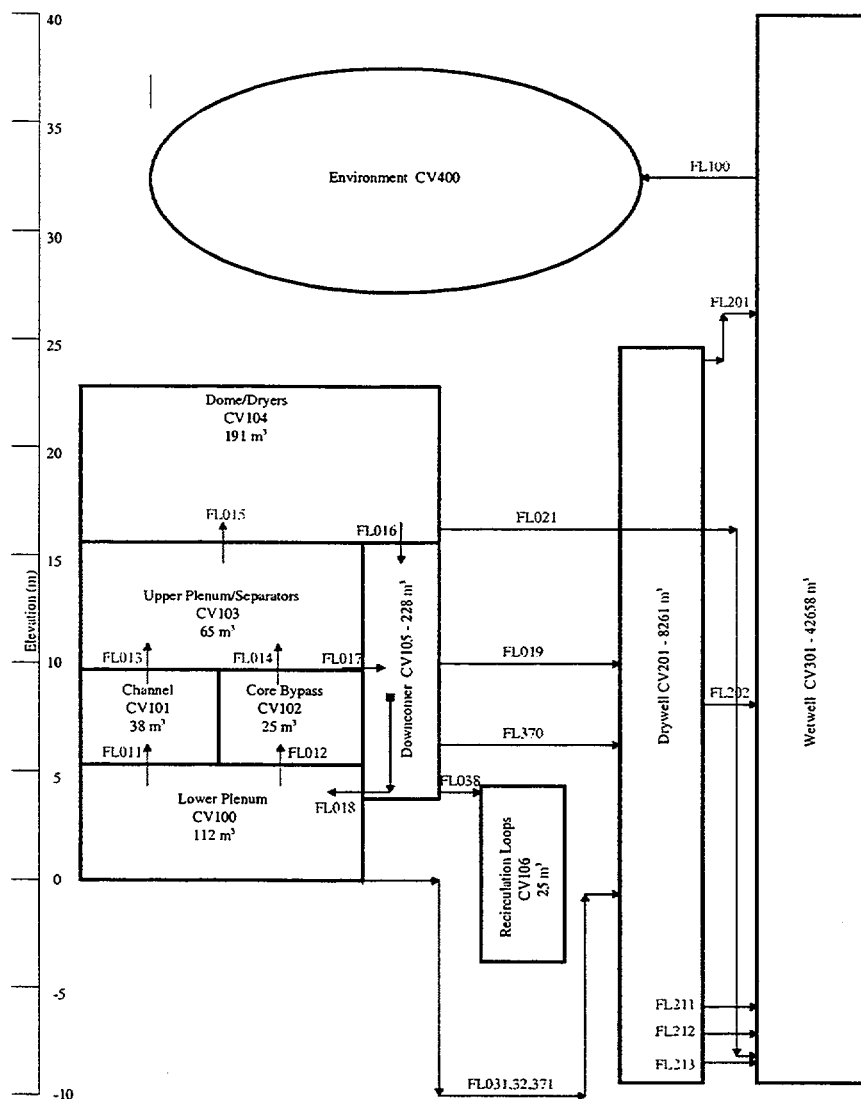 40
35
Environment CV400
FL100
30
FL201
25
Dome/Dryers
CV104
191 m³
20
FL015
FL016
FL021
15
Elevation (m)
Upper Plenum/Separators
CV103
65 m³
Downcomer CV105 - 228 m³
Drywell CV201 - 8261 m³
Wetwell CV301 - 42658 m³
FL013
FL014
FL017
FL019
FL202
10
Channel
CV101
38 m³
Core Bypass
CV102
25 m³
FL011
FL012
FL370
5
FL038
Lower Plenum
CV100
112 m³
FL018
Recirculation Loops
CV106
25 m³
0
-5
FL211
FL212
FL213
FL031,32,371
-10